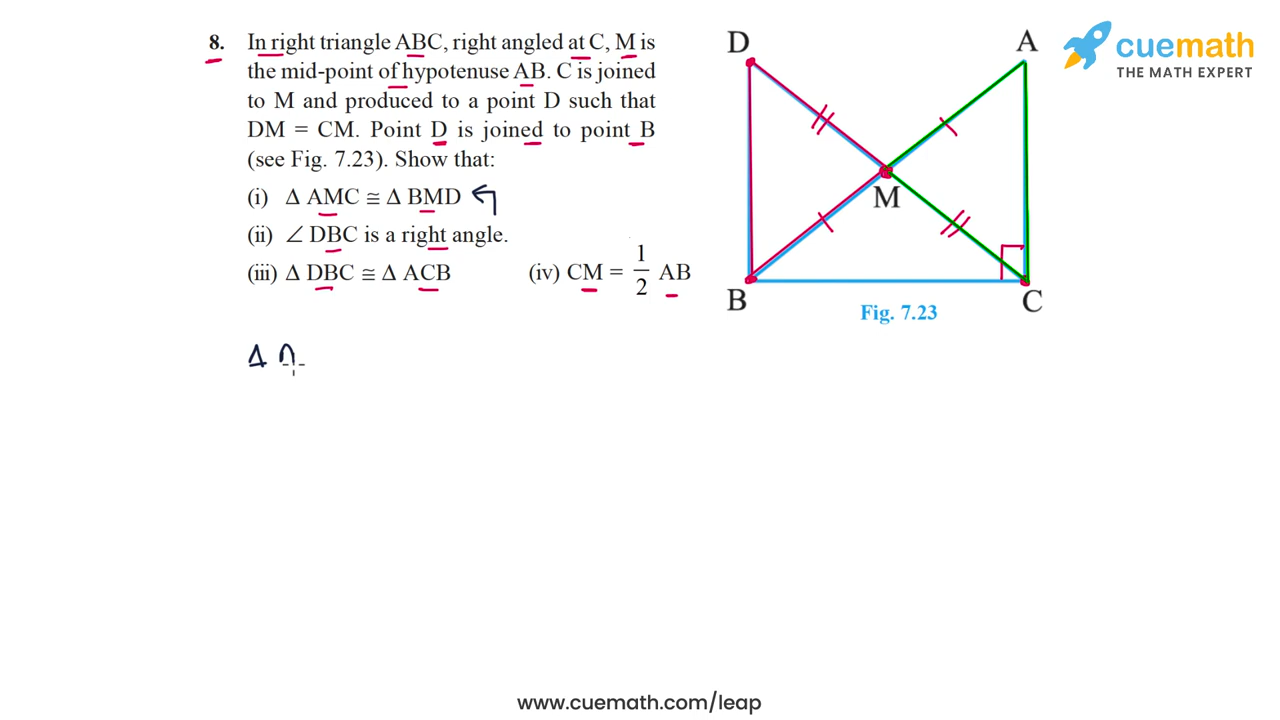 8. In right triangle ABC, right angled at C, M is
the mid-point of hypotenuse AB. C is joined
to M and produced to a point D such that
DM = CM. Point D is joined to point B
(see Fig. 7.23). Show that:
(i) Δ AMC ≅ Δ BMD
(ii) ∠ DBC is a right angle.
(iii) Δ DBC ≅ Δ ACB (iv) CM = 1/2 AB
D A
M
B C
Fig. 7.23
cuemath
THE MATH EXPERT
Δ
www.cuemath.com/leap